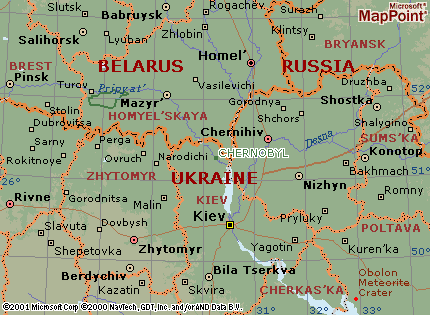 Slutsk
Babruysk
Rogachev
Surazh
Microsoft®
MapPoint®
Salihorsk
Lyuban
Zhlobin
Klintsy
BRYANSK
BREST
BELARUS
Homel'
RUSSIA
Pinsk
Turov
Pripyat'
Vasilevichi
Druzhba
52°
Mazyr'
Gorodnya
Shostka
Stolin
HOMYEL'SKAYA
Shchors
Shalygino
Dubrovitsa
Chernihiv
Desna
SUMS'KA
Sarny
Perga
CHERNOBYL
Konotop
Rokitnoye
Ovruch
Narodichi
51°
Bakhmach
26°
ZHYTOMYR
UKRAINE
Nizhyn
Romny
Rivne
Gorodnitsa
Malin
KIEV
Pryluky
Kiev
POLTAVA
Slavuta
Dovbysh
Yagotin
Kuren'ka
Shepetovka
Zhytomyr
Berdychiv
Bila Tserkva
Obolon
Meteorite
Crater
Kazatin
Skvira
CHERKAS'KA
©2001 Microsoft Corp ©2000 NavTech, GDT, Inc. and/or AND Data B.V.
31°
32°
33°